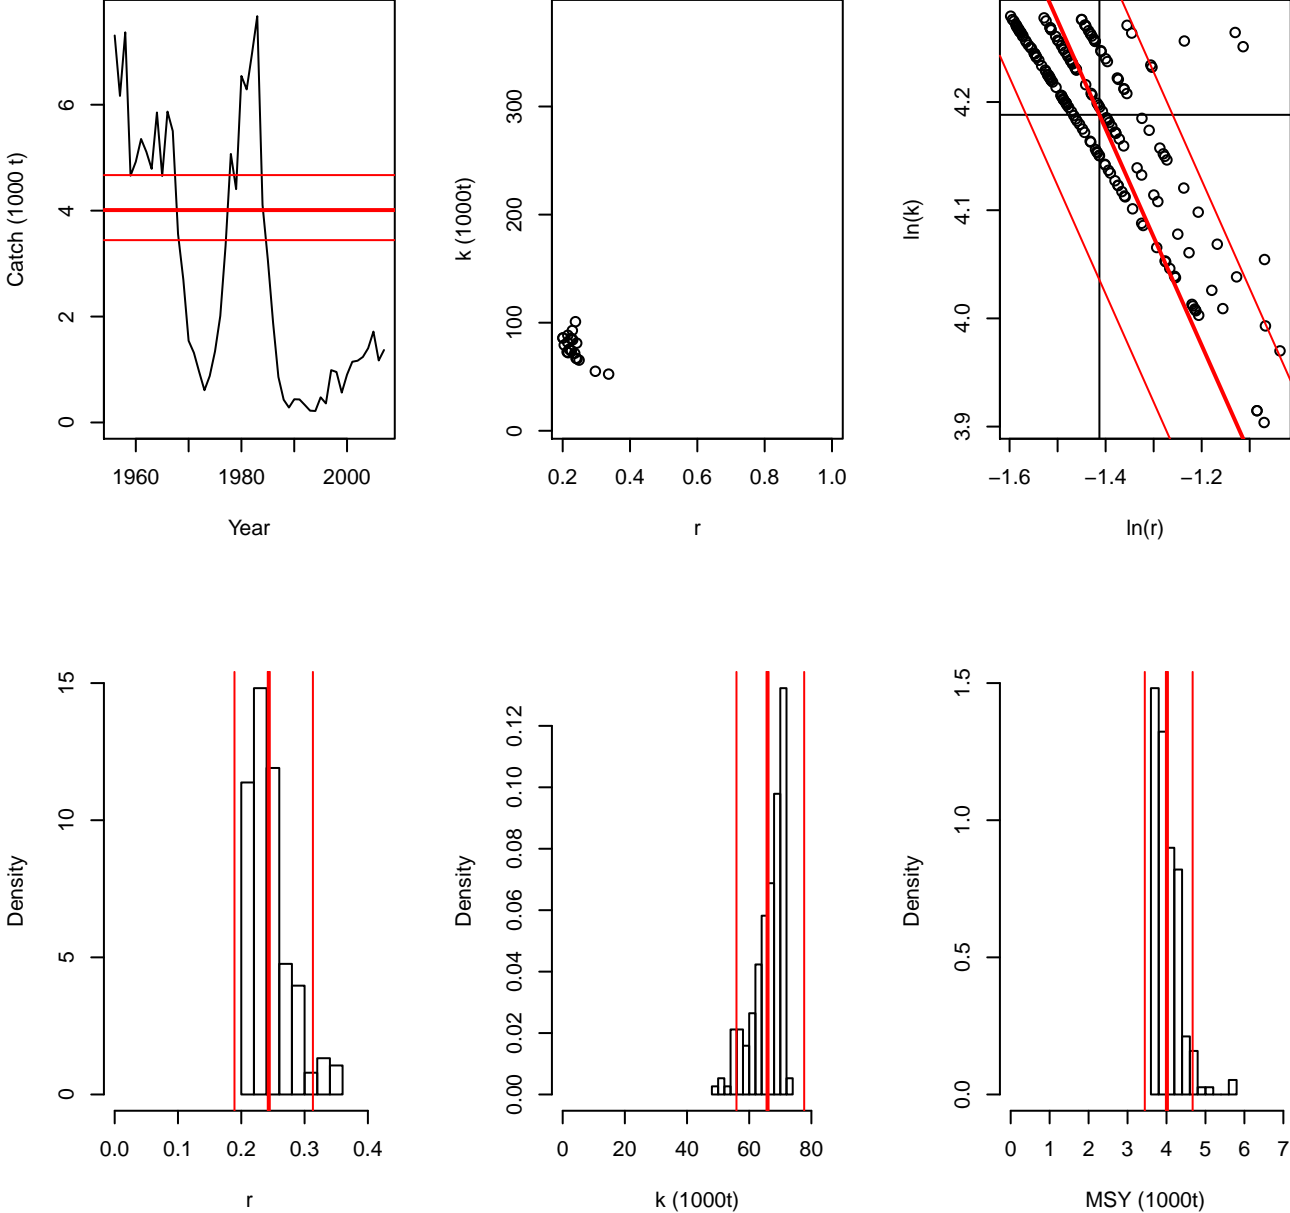 Catch (1000 t)
0 2 4 6
1960 1980 2000
Year
k (1000t)
0 100 200 300
0.2 0.4 0.6 0.8 1.0
r
ln(k)
3.9 4.0 4.1 4.2
−1.6 −1.4 −1.2
ln(r)
Density
0 5 10 15
0.0 0.1 0.2 0.3 0.4
r
Density
0.00 0.02 0.04 0.06 0.08 0.10 0.12
0 20 40 60 80
k (1000t)
Density
0.0 0.5 1.0 1.5
0 1 2 3 4 5 6 7
MSY (1000t)